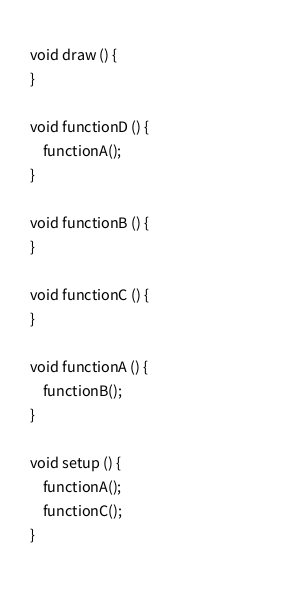 void draw () {
}

void functionD () {
    functionA();
}

void functionB () {
}

void functionC () {
}

void functionA () {
    functionB();
}

void setup () {
    functionA();
    functionC();
}